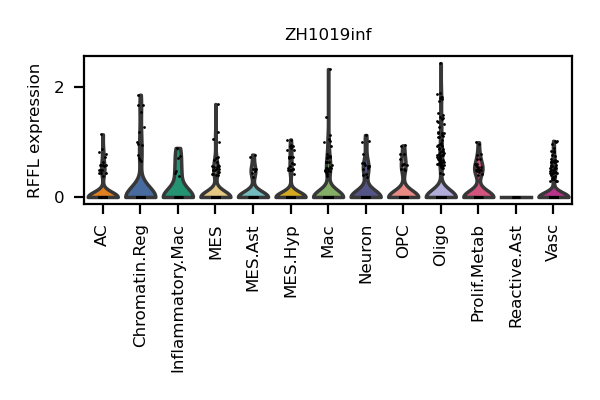 ZH1019inf
RFFL expression
2
0
AC
Chromatin.Reg
Inflammatory.Mac
MES
MES.Ast
MES.Hyp
Mac
Neuron
OPC
Oligo
Prolif.Metab
Reactive.Ast
Vasc